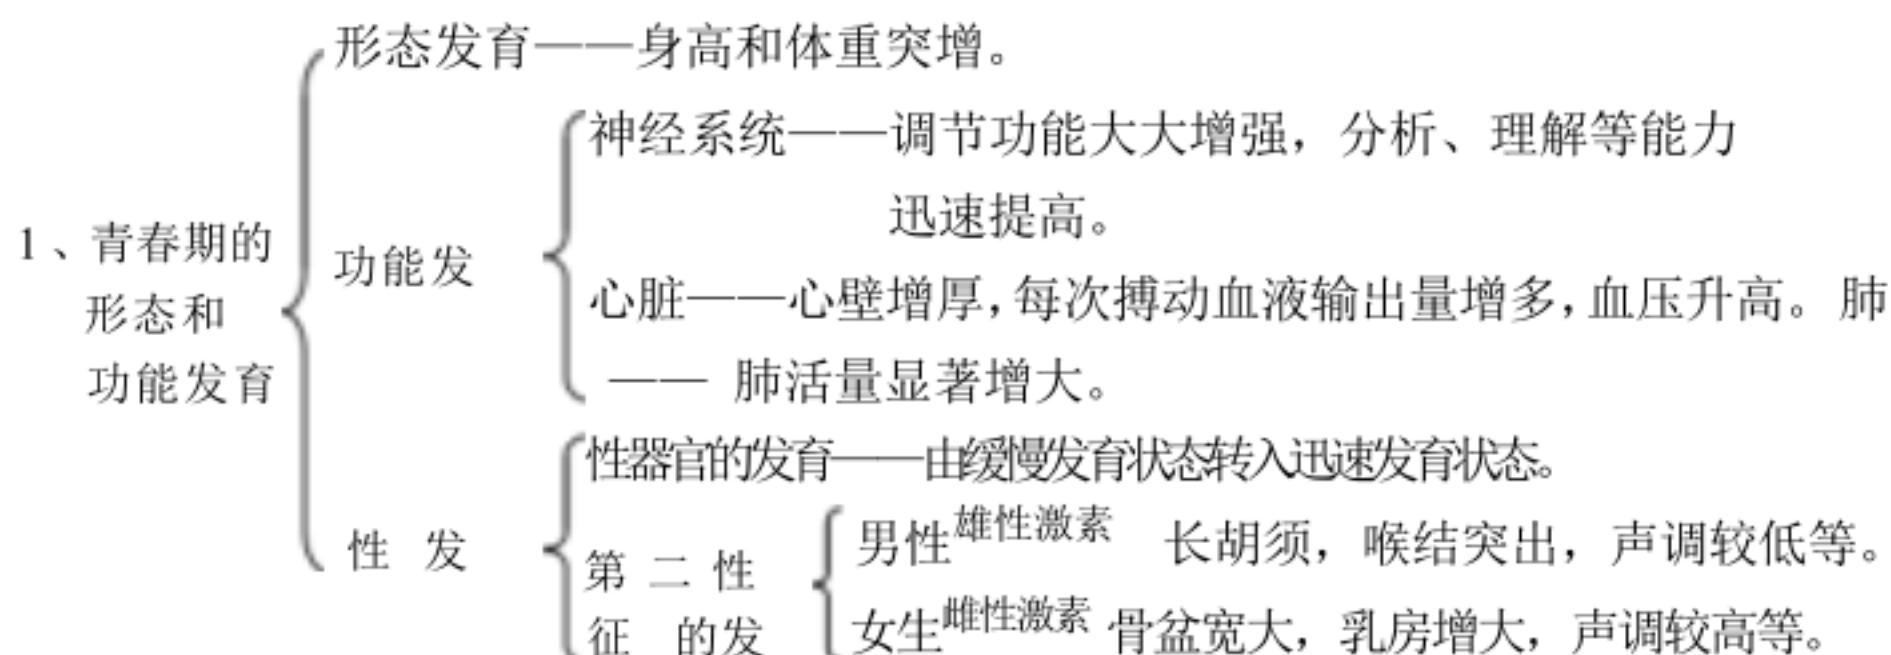 形态发育——身高和体重突增。
神经系统——调节功能大大增强，分析、理解等能力
迅速提高。
1、青春期的
形态和
功能发育
功能发
心脏——心壁增厚，每次搏动血液输出量增多，血压升高。肺
—— 肺活量显著增大。
性器官的发育——由缓慢发育状态转入迅速发育状态。
性 发
第 二 性
征 的发
男性雄性激素 长胡须，喉结突出，声调较低等。
女生雌性激素 骨盆宽大，乳房增大，声调较高等。